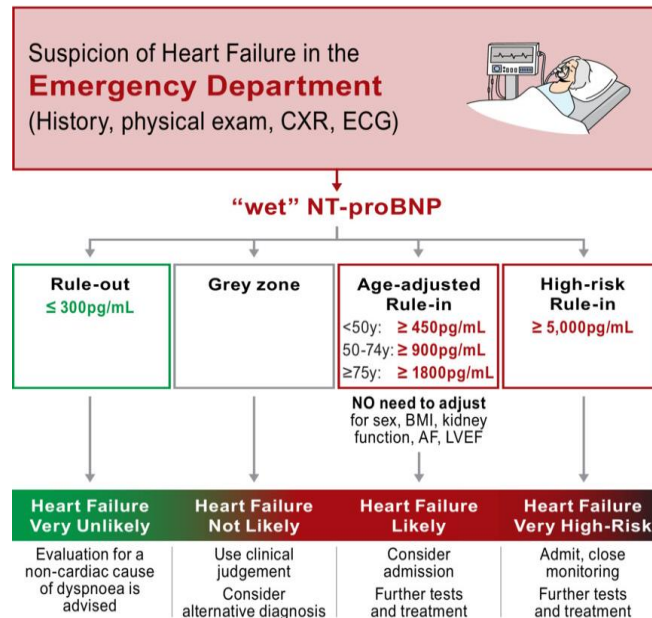 Suspicion of Heart Failure in the
Emergency Department
(History, physical exam, CXR, ECG)
“wet” NT-proBNP
Rule-out
≤ 300pg/mL
Grey zone
Age-adjusted
Rule-in
<50y: ≥ 450pg/mL
50-74y: ≥ 900pg/mL
≥75y: ≥ 1800pg/mL
High-risk
Rule-in
≥ 5,000pg/mL
NO need to adjust
for sex, BMI, kidney
function, AF, LVEF
Heart Failure
Very Unlikely
Heart Failure
Not Likely
Heart Failure
Likely
Heart Failure
Very High-Risk
Evaluation for a
non-cardiac cause
of dyspnoea is
advised
Use clinical
judgement
Consider
alternative diagnosis
Consider
admission
Further tests
and treatment
Admit, close
monitoring
Further tests
and treatment